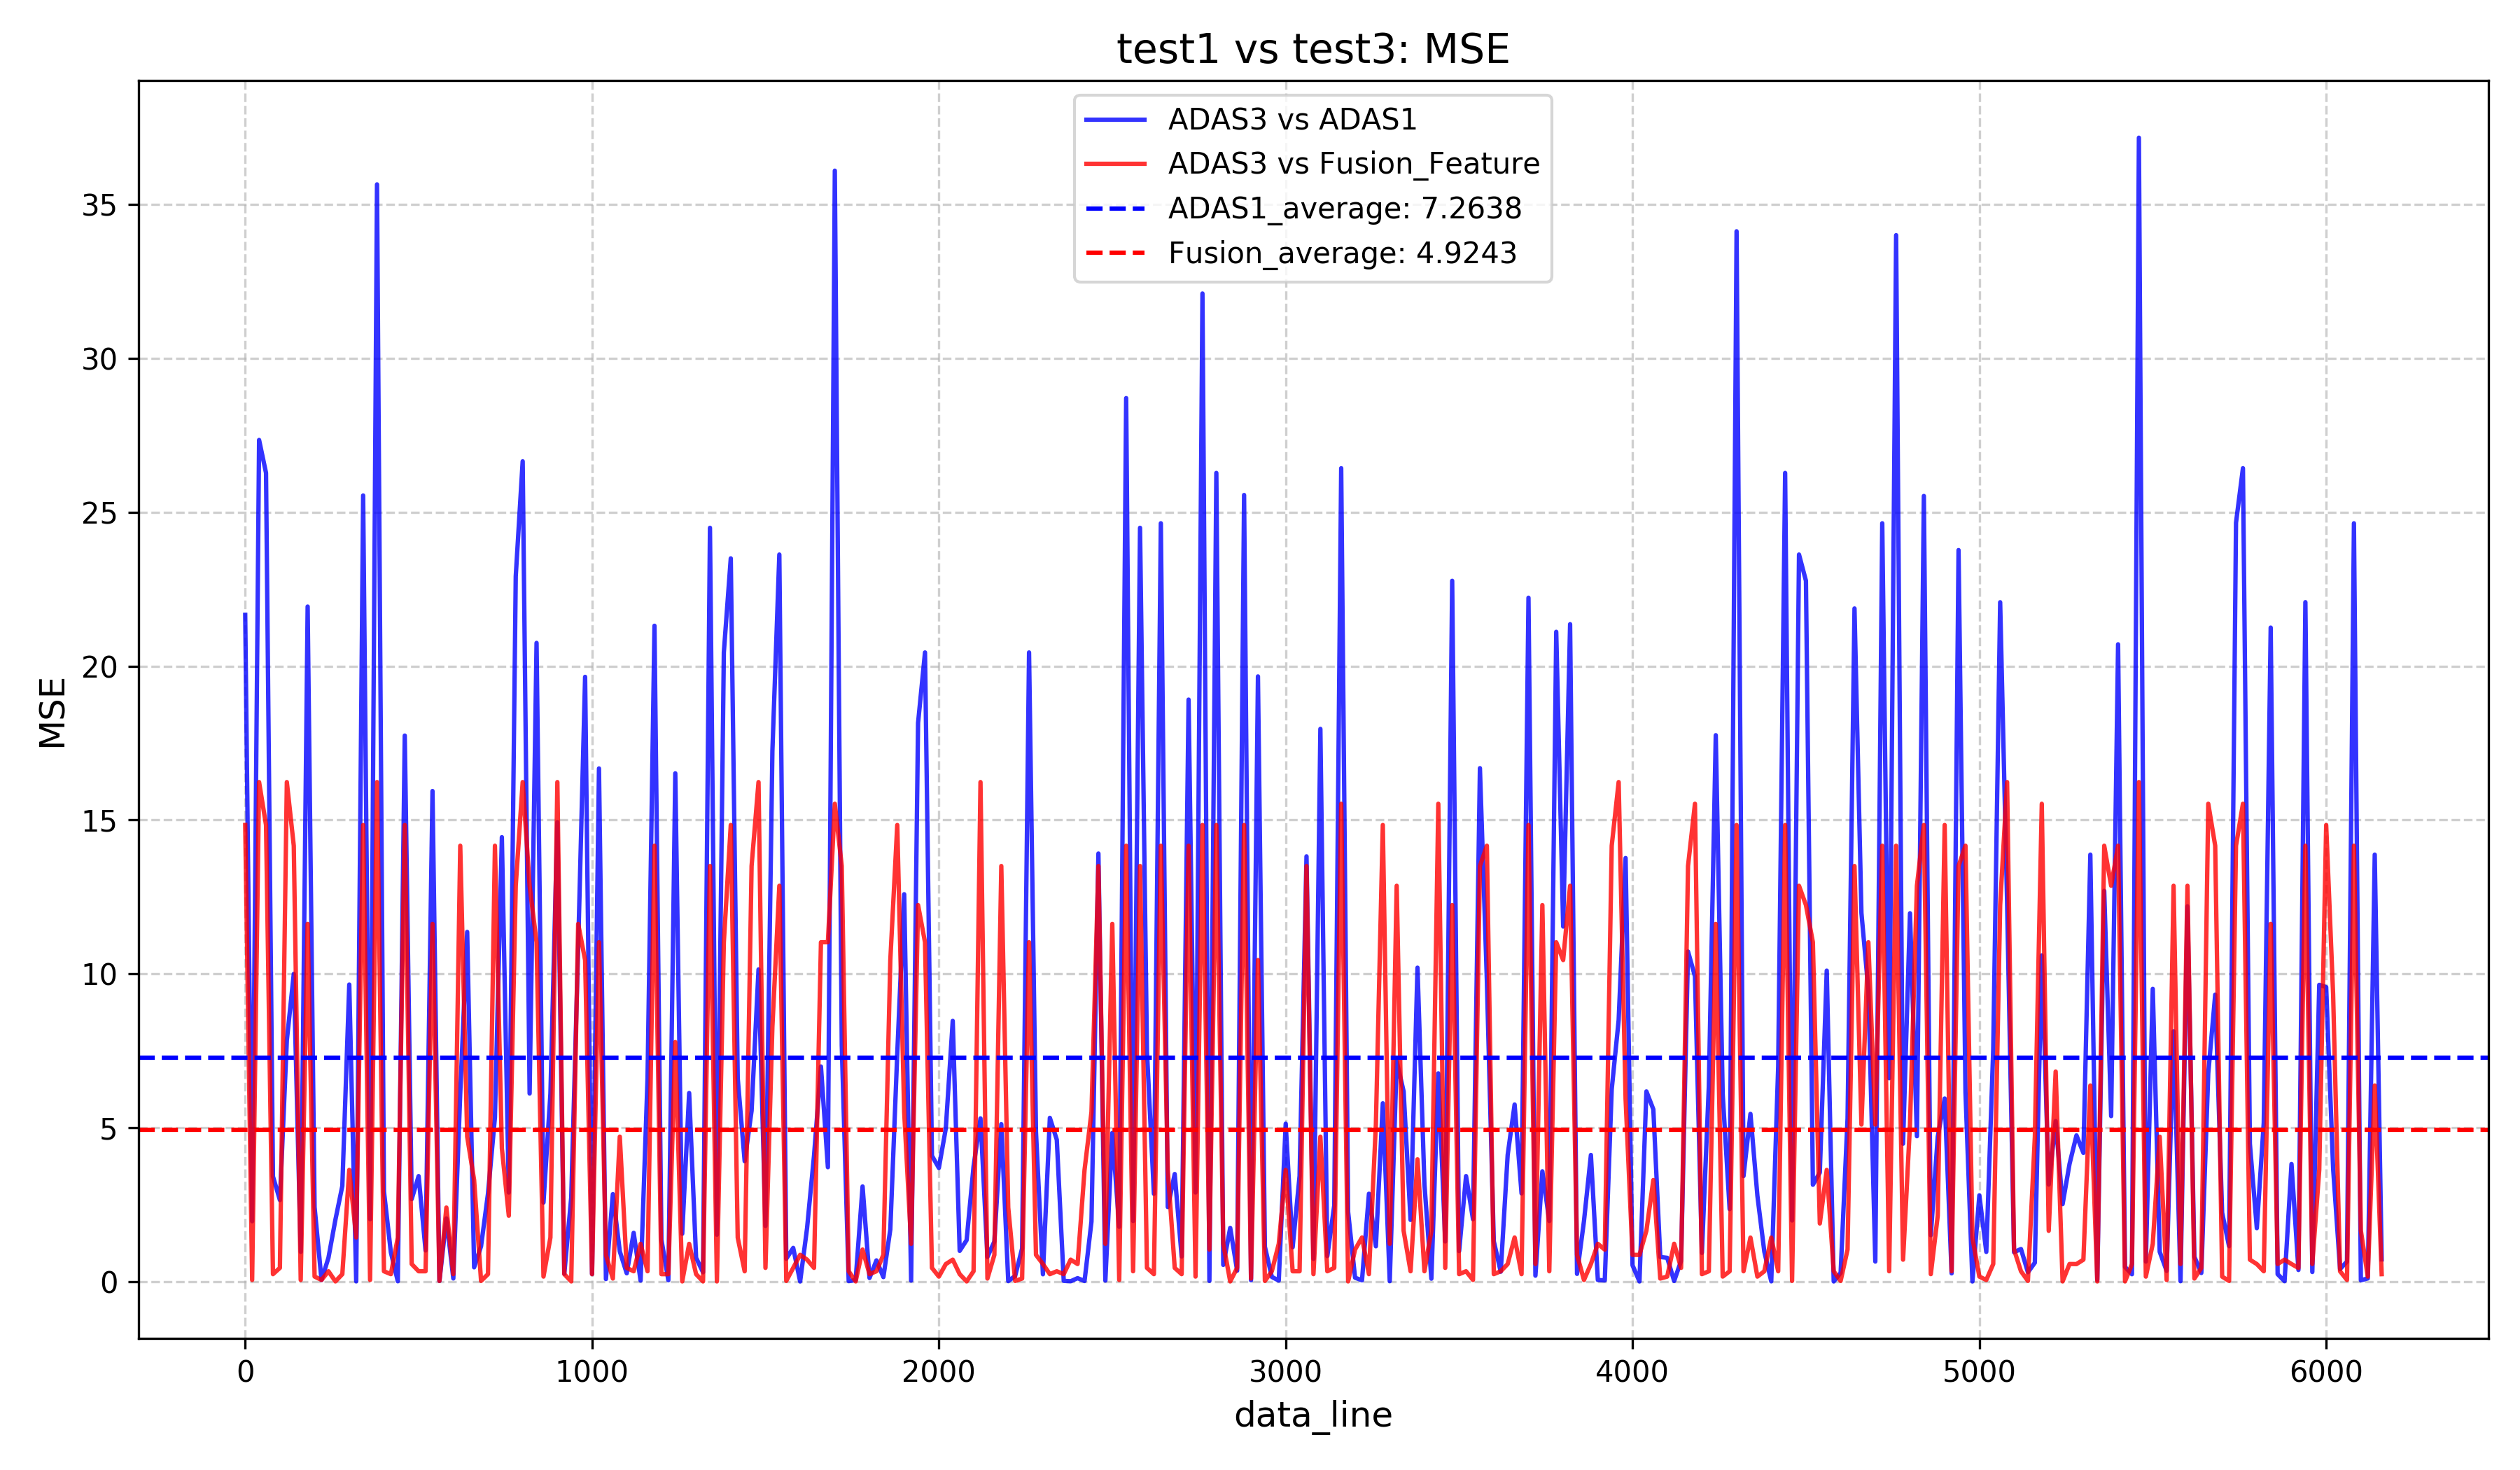 test1 vs test3: MSE
ADAS3 vs ADAS1
ADAS3 vs Fusion_Feature
ADAS1_average: 7.2638
Fusion_average: 4.9243
MSE
35
30
25
20
15
10
5
0
0 1000 2000 3000 4000 5000 6000
data_line